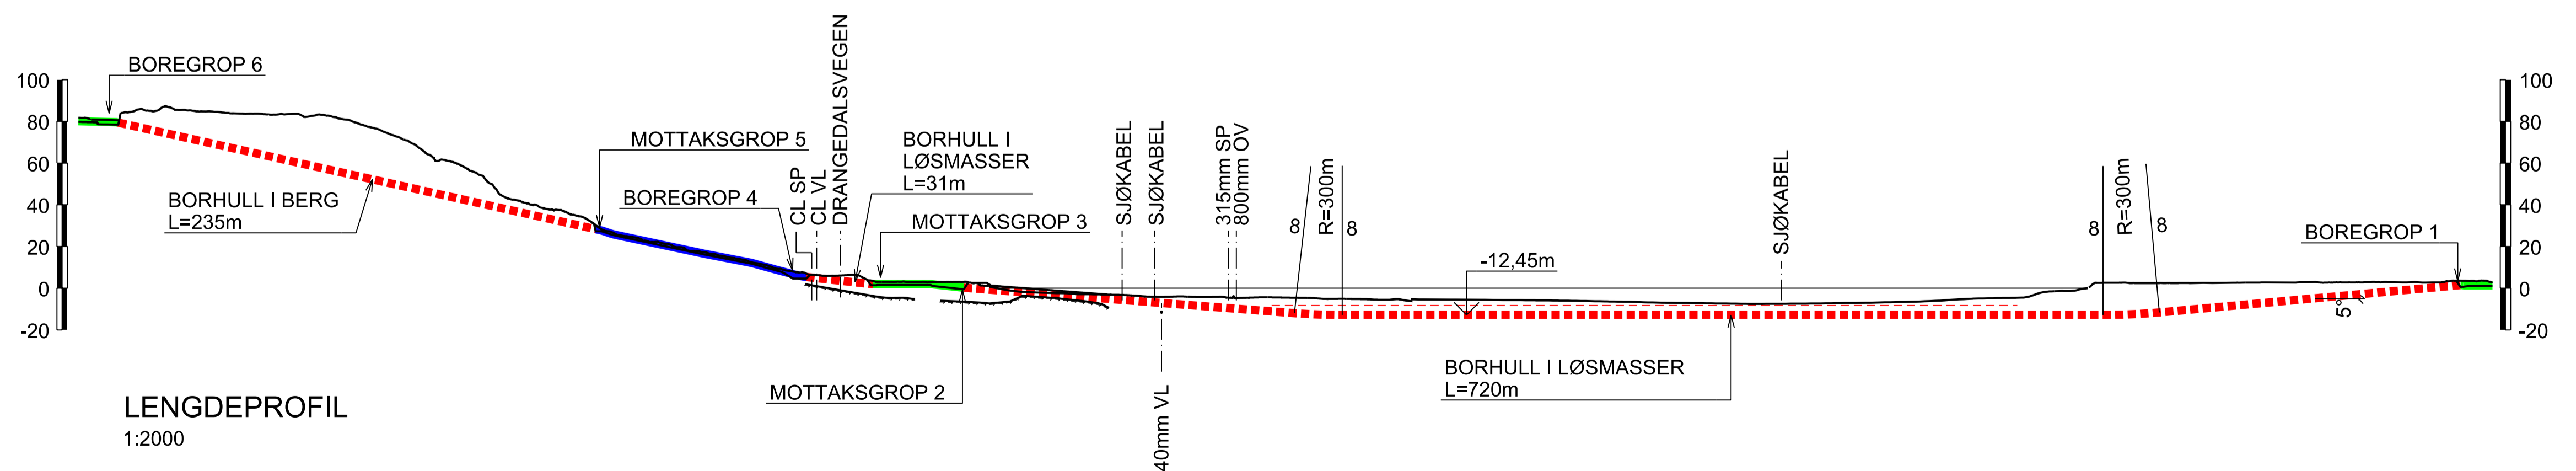 BOREGROP 6
100
80
60
40
20
0
-20
BORHULL I BERG
L=235m
MOTTAKSGROP 5
BOREGROP 4
CL SP
CL VL
DRANGEDALSVEGEN
BORHULL I
LØSMASSER
L=31m
MOTTAKSGROP 3
MOTTAKSGROP 2
SJØKABEL
SJØKABEL
40mm VL
315mm SP
800mm OV
8
R=300m
8
-12,45m
BORHULL I LØSMASSER
L=720m
SJØKABEL
8
R=300m
8
BOREGROP 1
5°
100
80
60
40
20
0
-20
LENGDEPROFIL
1:2000